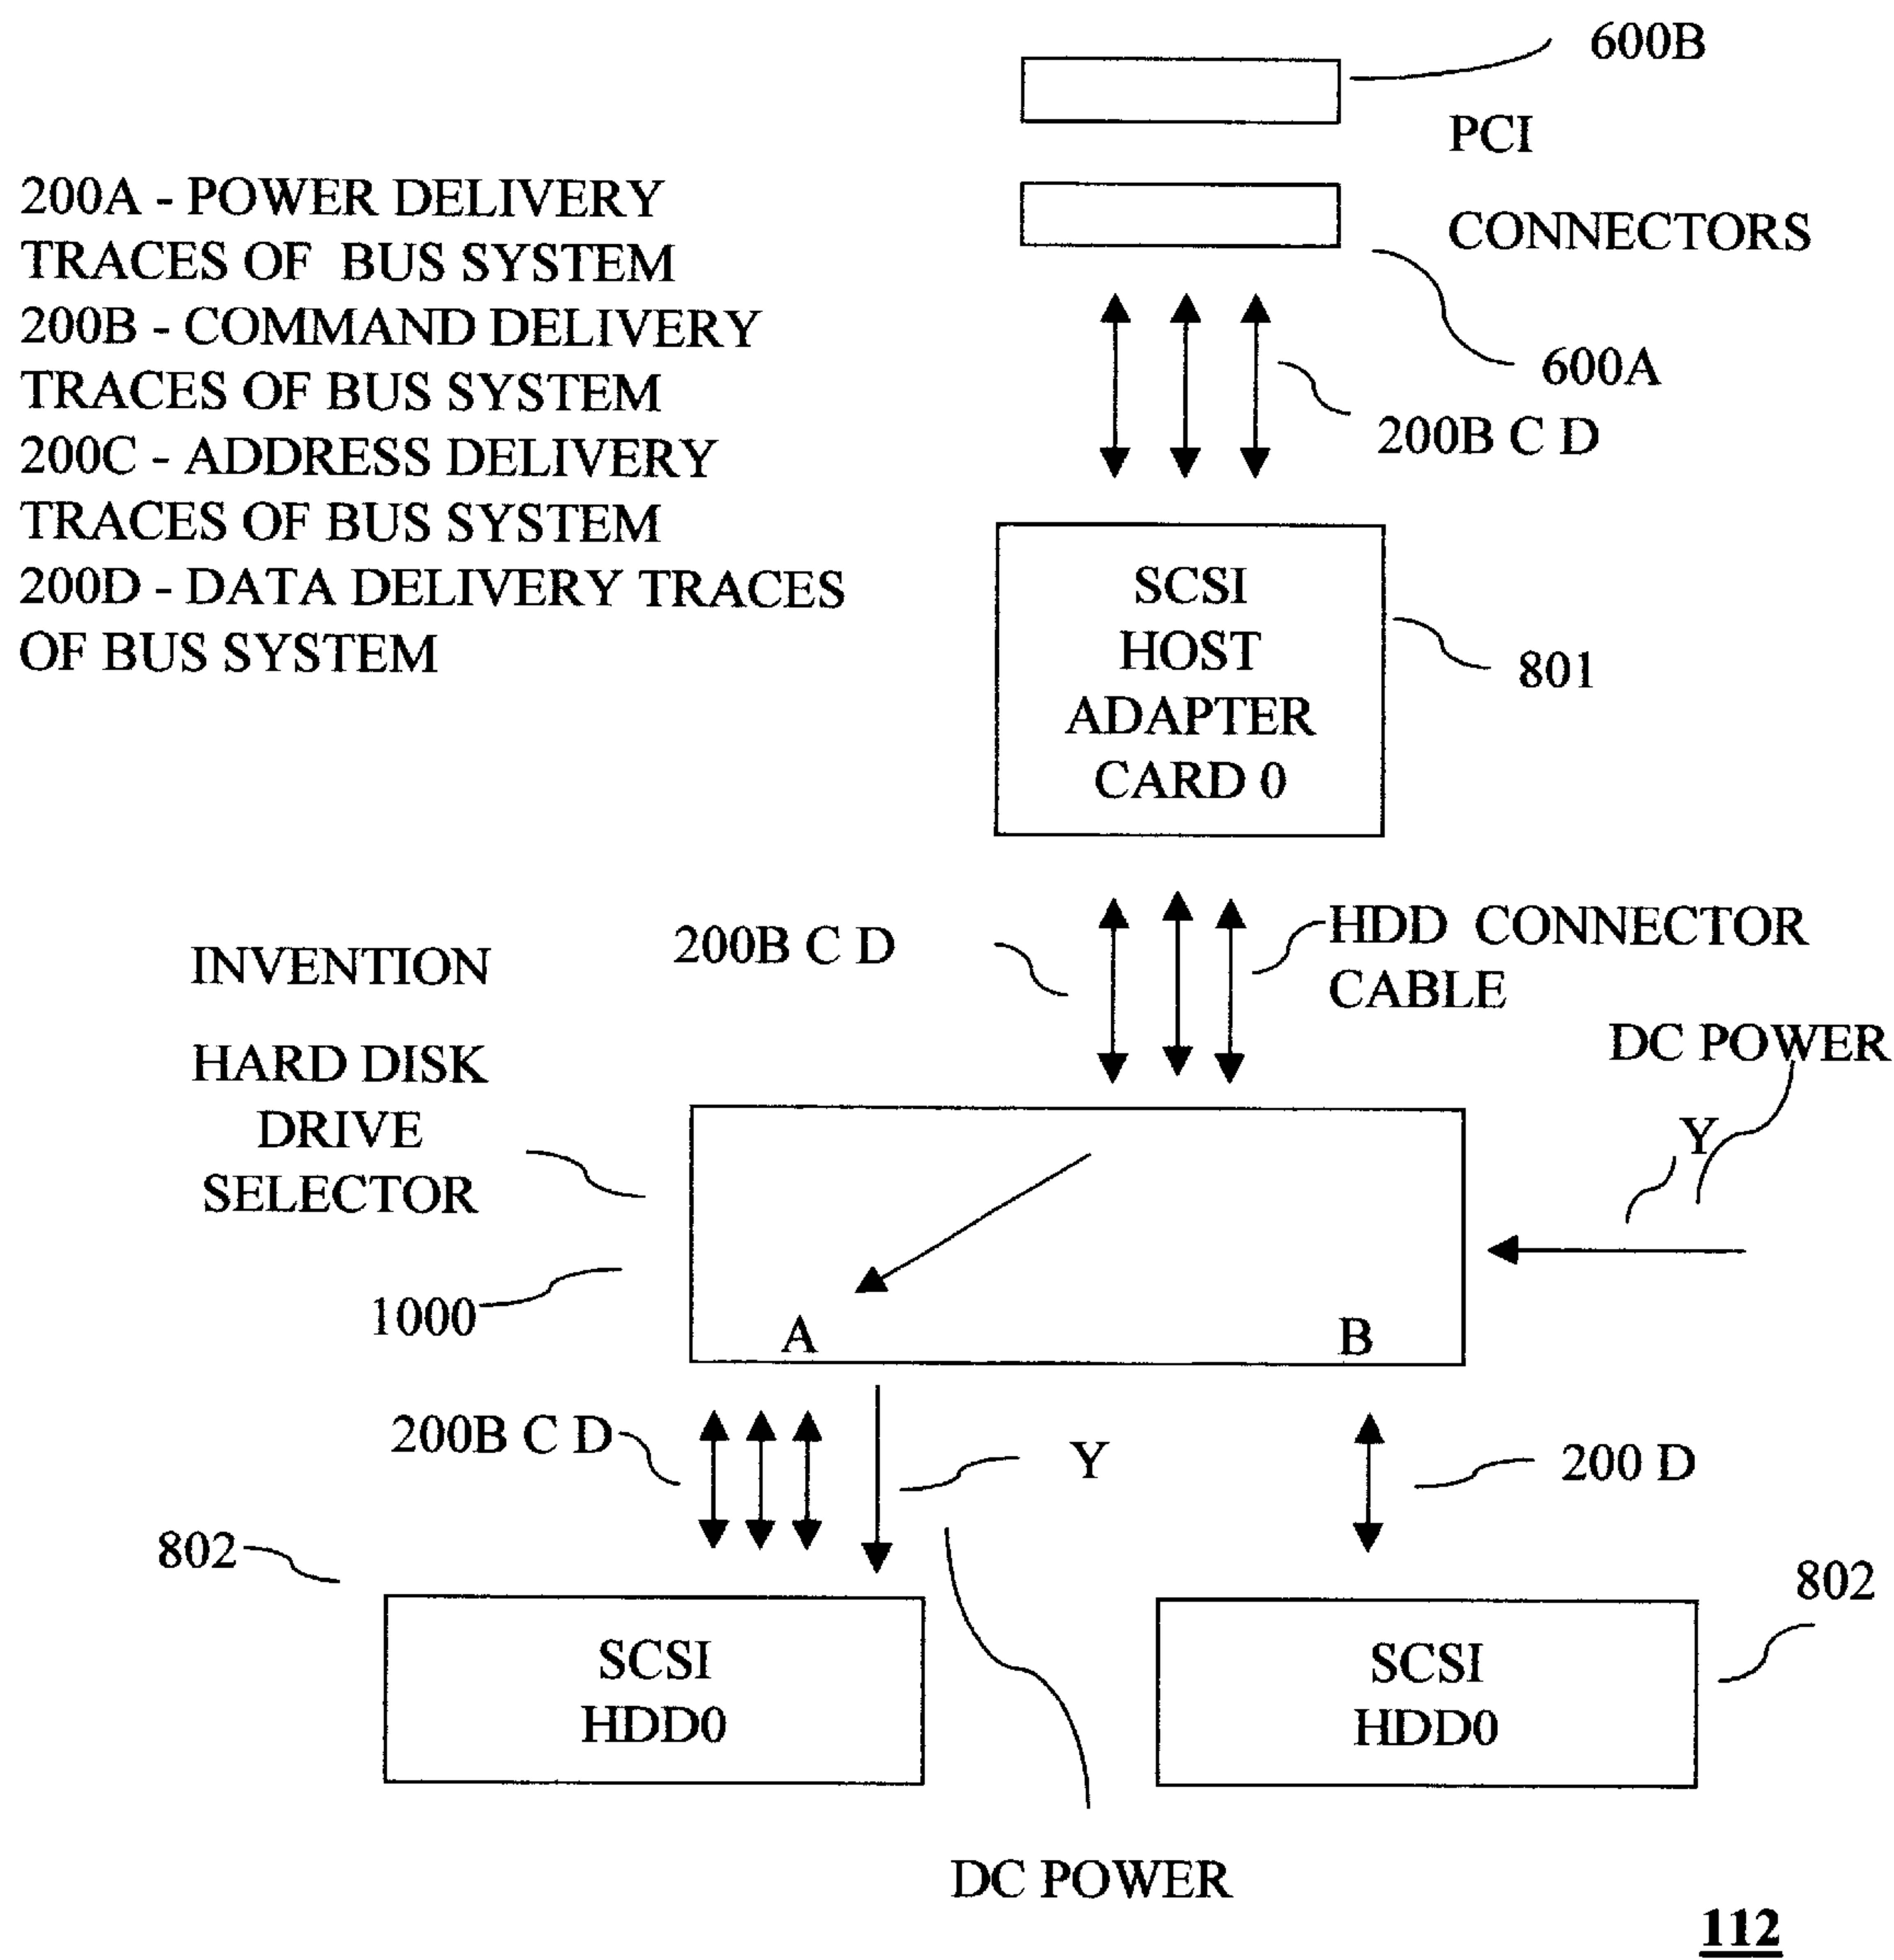 600B
PCI
CONNECTORS
600A
200B C D
200A - POWER DELIVERY
TRACES OF BUS SYSTEM
200B - COMMAND DELIVERY
TRACES OF BUS SYSTEM
200C - ADDRESS DELIVERY
TRACES OF BUS SYSTEM
200D - DATA DELIVERY TRACES
OF BUS SYSTEM
SCSI
HOST
ADAPTER
CARD 0
801
200B C D
HDD CONNECTOR
CABLE
INVENTION
HARD DISK
DRIVE
SELECTOR
DC POWER
Y
1000
A
B
200B C D
Y
200 D
802
802
SCSI
HDD0
SCSI
HDD0
DC POWER
112